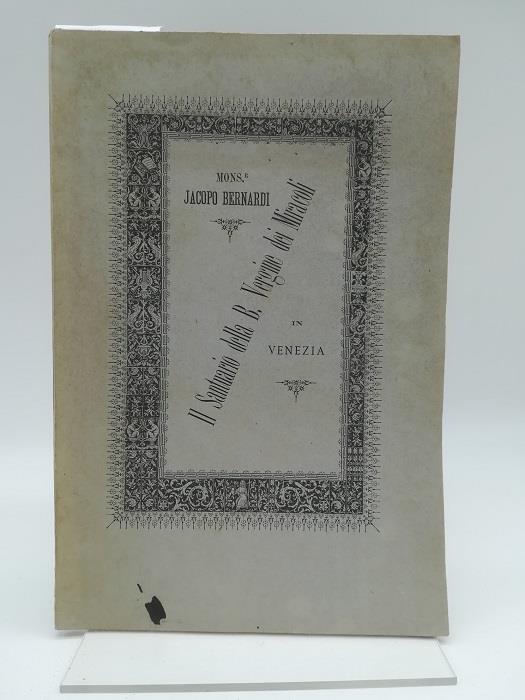 MONS.E
JACOPO BERNARDI
Il Santuario della B. Vergine dei Miracoli
IN
VENEZIA